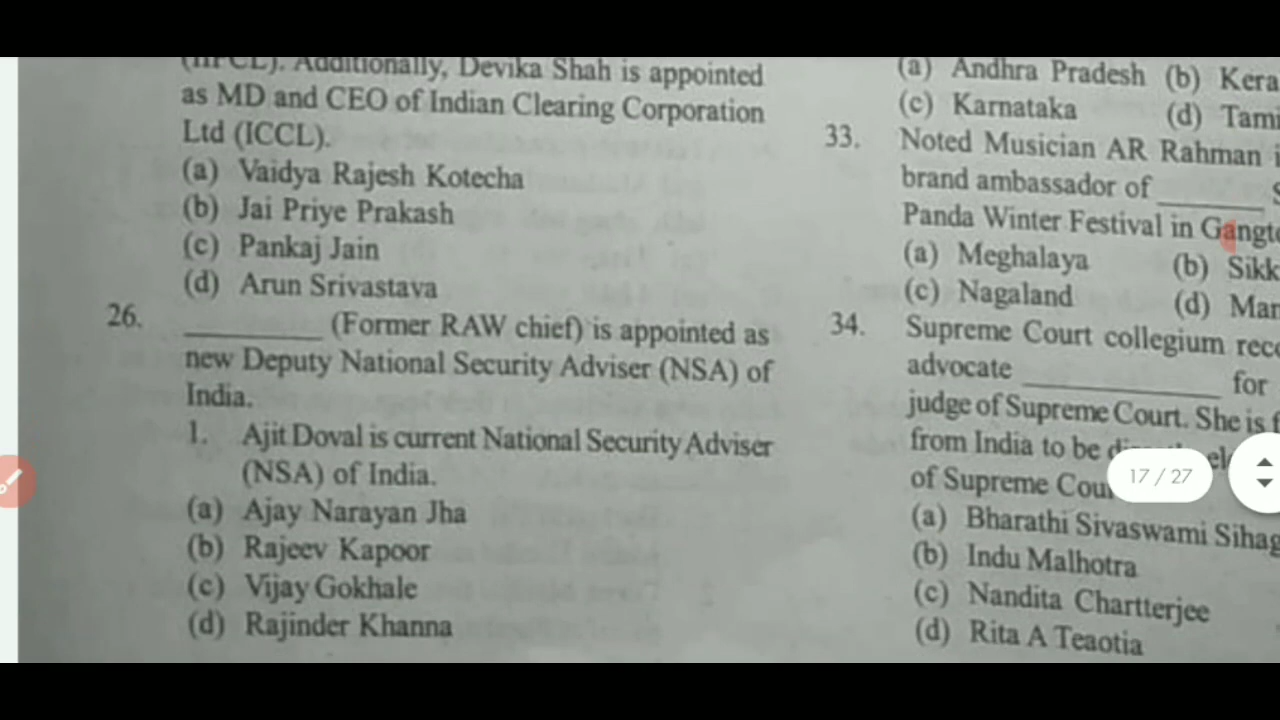 (IIFCL). Additionally, Devika Shah is appointed
as MD and CEO of Indian Clearing Corporation
Ltd (ICCL).
(a) Vaidya Rajesh Kotecha
(b) Jai Priye Prakash
(c) Pankaj Jain
(d) Arun Srivastava
26. ________ (Former RAW chief) is appointed as
new Deputy National Security Adviser (NSA) of
India.
1. Ajit Doval is current National Security Adviser
(NSA) of India.
(a) Ajay Narayan Jha
(b) Rajeev Kapoor
(c) Vijay Gokhale
(d) Rajinder Khanna
(a) Andhra Pradesh (b) Kera
(c) Karnataka (d) Tami
33. Noted Musician AR Rahman i
brand ambassador of ________ S
Panda Winter Festival in Gangto
(a) Meghalaya (b) Sikk
(c) Nagaland (d) Man
34. Supreme Court collegium reco
advocate ________ for
judge of Supreme Court. She is f
from India to be
of Supreme Cour
(a) Bharathi Sivaswami Sihag
(b) Indu Malhotra
(c) Nandita Chartterjee
(d) Rita A Teaotia
17 / 27